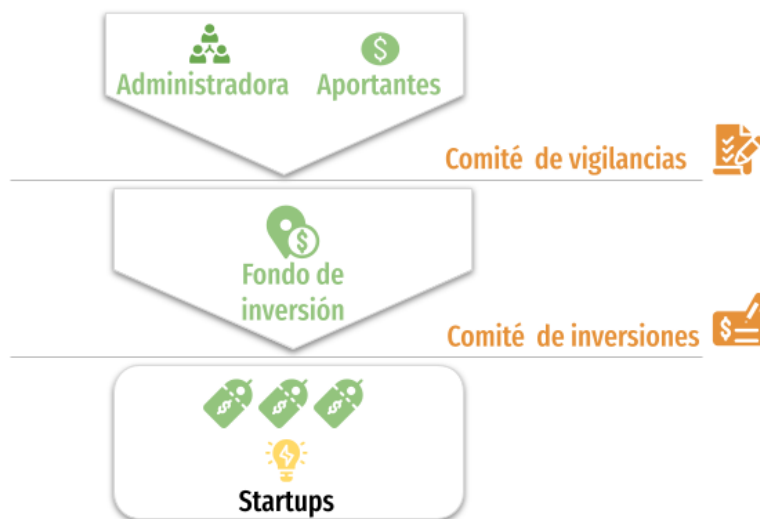 Administradora Aportantes
Comité de vigilancias
Fondo de
inversión
Comité de inversiones
Startups